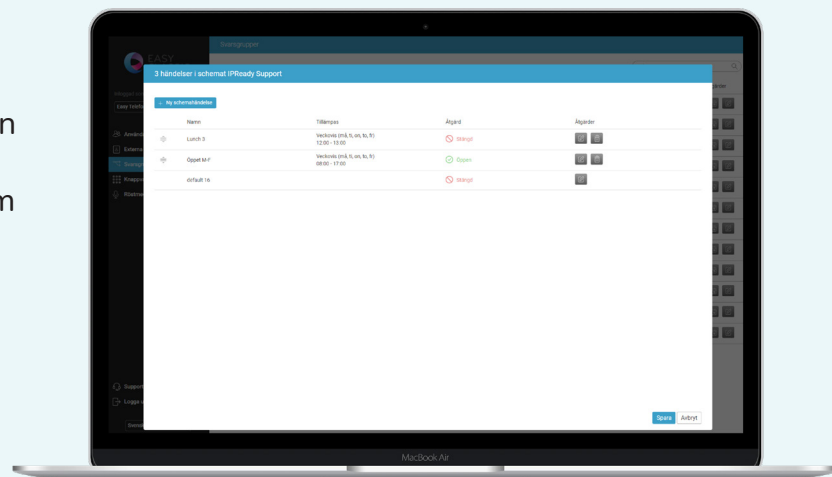 n
m
Svarsgrupper
EASY
3 händelser i schemat IPReady Support
Ny schemahändelse
Namn Tillämpas Åtgärd Åtgärder
Lunch 3 Veckovis (må, ti, on, to, fr) Stängt
12:00 - 13:00
Öppet M-F Veckovis (må, ti, on, to, fr) Öppen
08:00 - 17:00
default 16 Stängt
Support
Logga
Spara Avbryt
MacBook Air